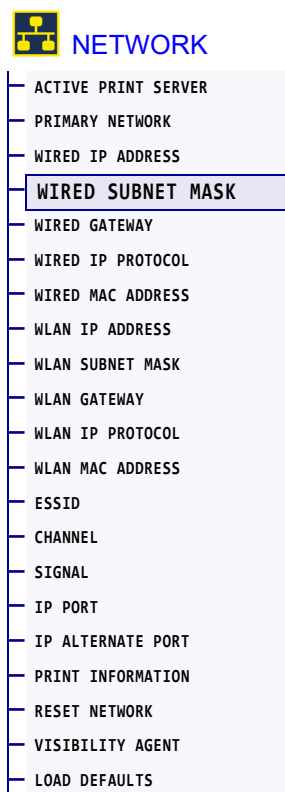 NETWORK
ACTIVE PRINT SERVER
PRIMARY NETWORK
WIRED IP ADDRESS
WIRED SUBNET MASK
WIRED GATEWAY
WIRED IP PROTOCOL
WIRED MAC ADDRESS
WLAN IP ADDRESS
WLAN SUBNET MASK
WLAN GATEWAY
WLAN IP PROTOCOL
WLAN MAC ADDRESS
ESSID
CHANNEL
SIGNAL
IP PORT
IP ALTERNATE PORT
PRINT INFORMATION
RESET NETWORK
VISIBILITY AGENT
LOAD DEFAULTS